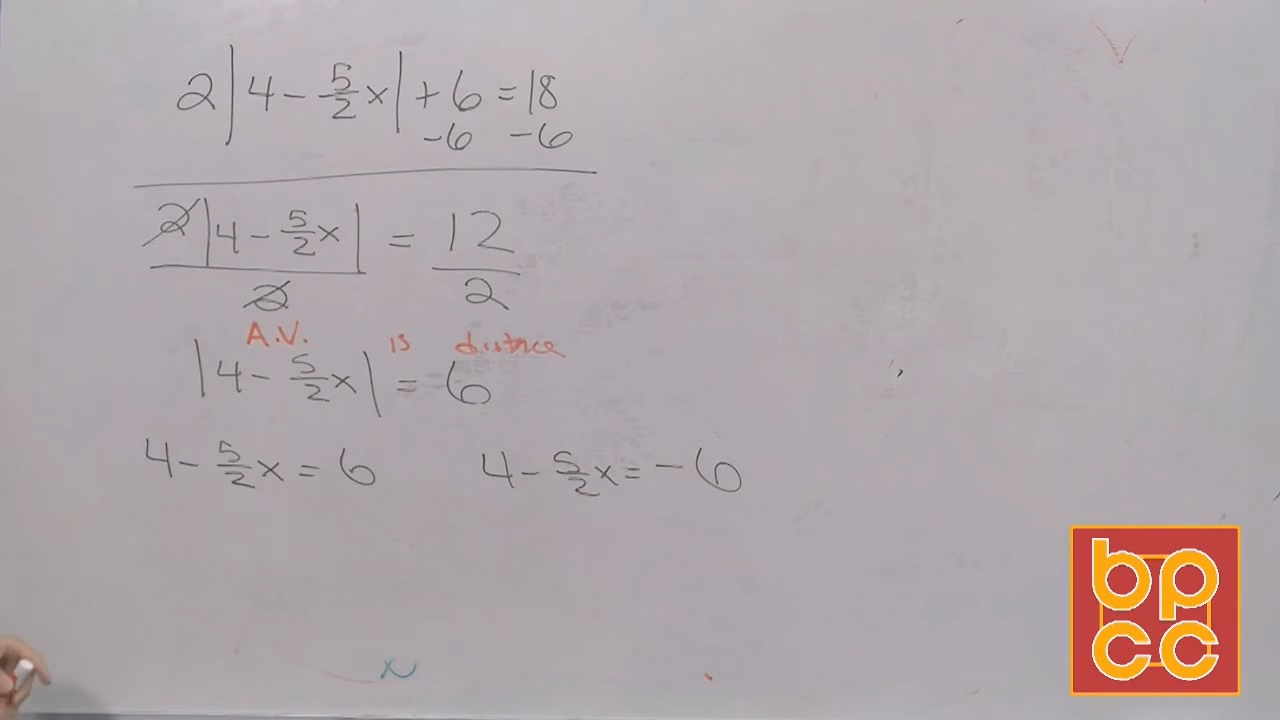 2|4 - 5/2 x| + 6 = 18
-6 -6
2|4 - 5/2 x| = 12
2 2
A.V. is distance
|4 - 5/2 x| = 6
4 - 5/2 x = 6 4 - 5/2 x = -6
bp
cc